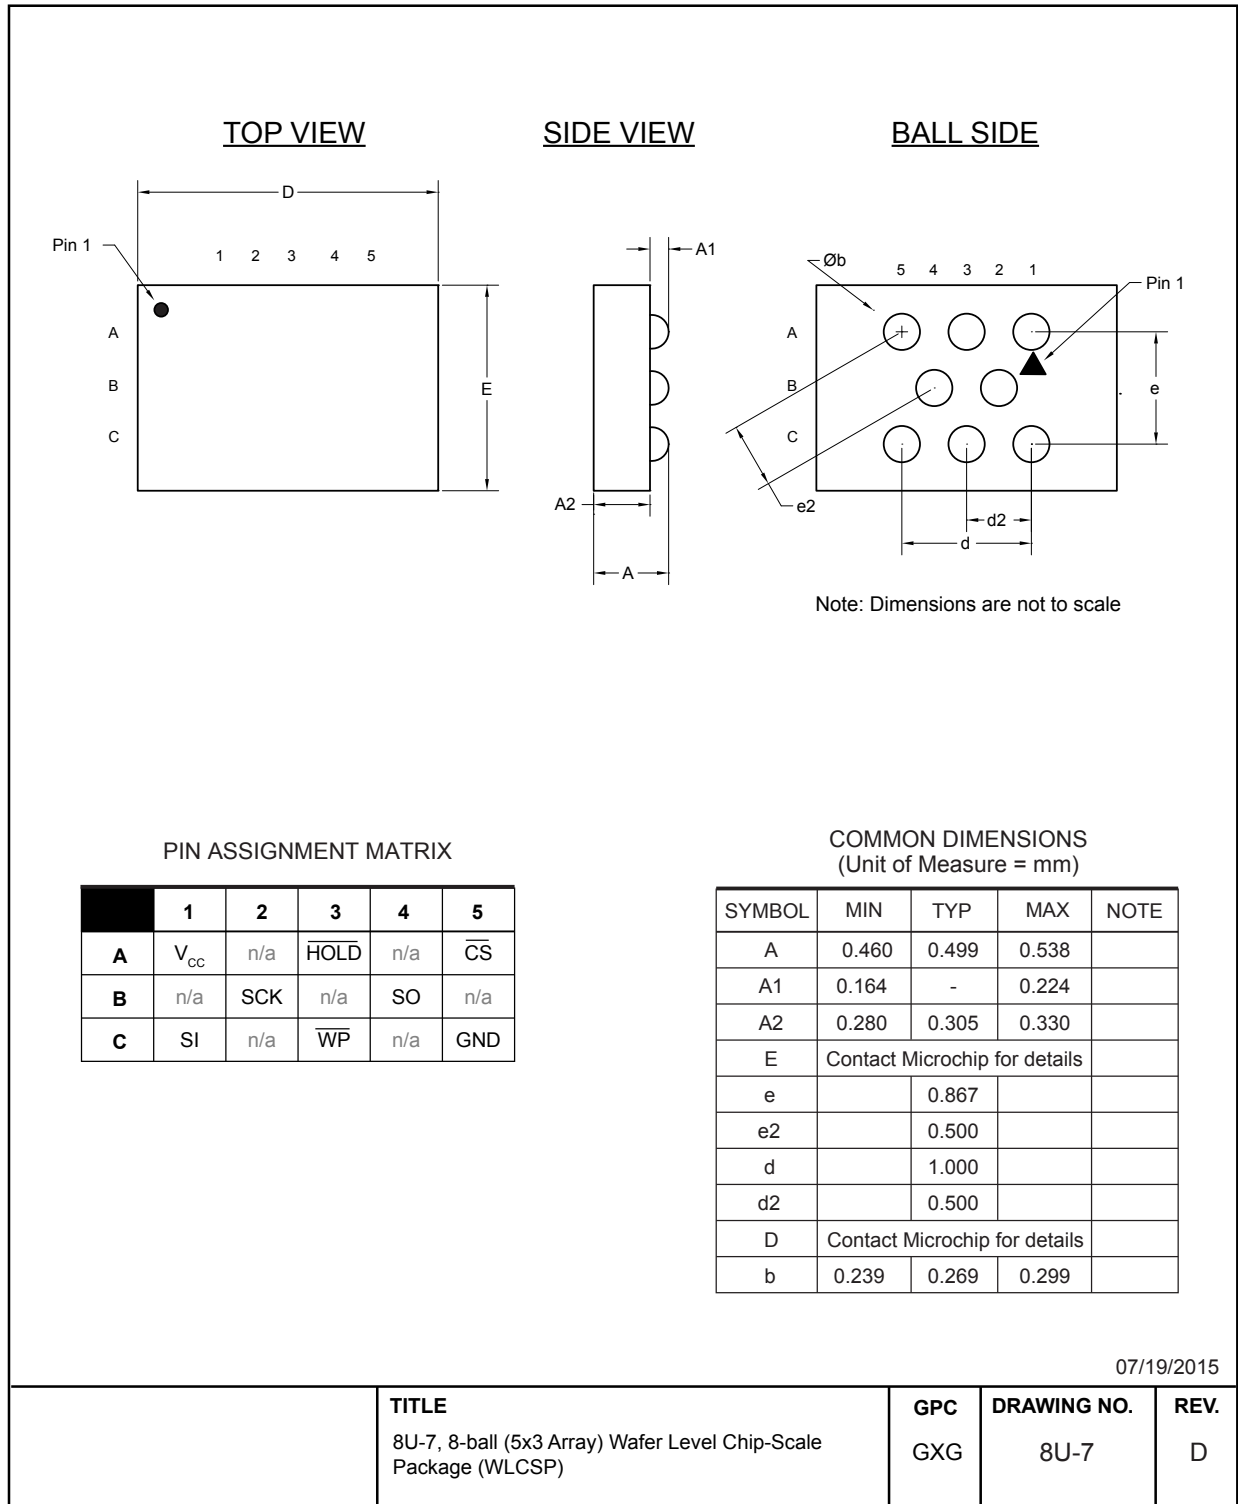 TOP VIEW SIDE VIEW BALL SIDE
D
Pin 1
1 2 3 4 5
A
B
C
E
A1
A2
A
Øb
5 4 3 2 1
Pin 1
A
B
C
e
e2
d2
d
Note: Dimensions are not to scale
PIN ASSIGNMENT MATRIX
1 2 3 4 5
A V_CC n/a H̅O̅L̅D̅ n/a C̅S̅
B n/a SCK n/a SO n/a
C SI n/a W̅P̅ n/a GND
COMMON DIMENSIONS
(Unit of Measure = mm)
SYMBOL MIN TYP MAX NOTE
A 0.460 0.499 0.538
A1 0.164 - 0.224
A2 0.280 0.305 0.330
E Contact Microchip for details
e 0.867
e2 0.500
d 1.000
d2 0.500
D Contact Microchip for details
b 0.239 0.269 0.299
07/19/2015
TITLE GPC DRAWING NO. REV.
8U-7, 8-ball (5x3 Array) Wafer Level Chip-Scale
Package (WLCSP)
GXG 8U-7 D